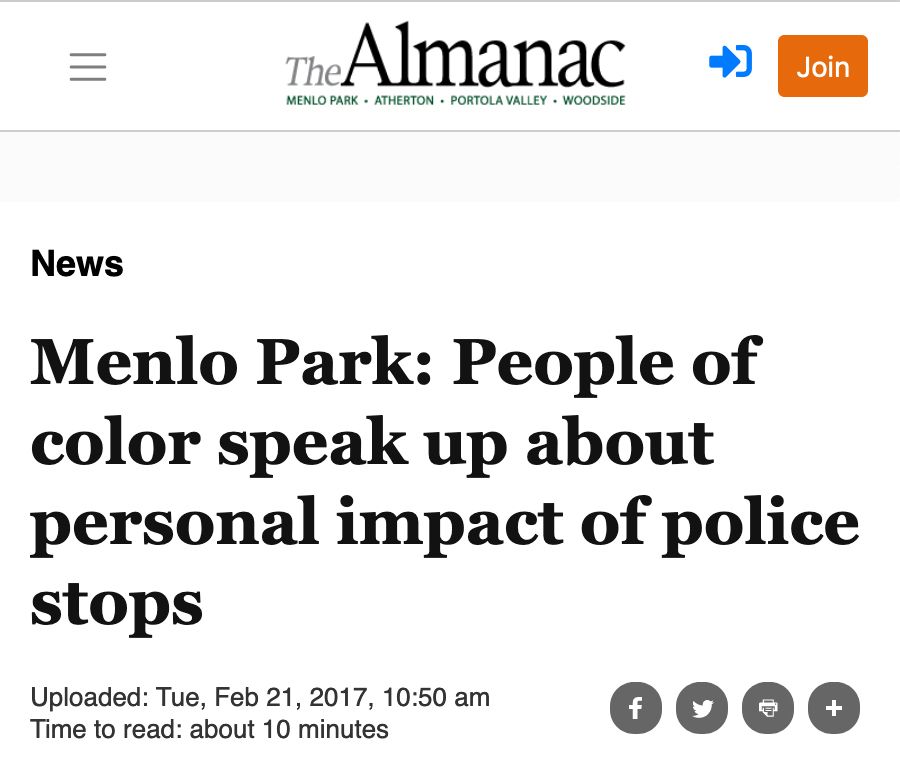 The Almanac
MENLO PARK • ATHERTON • PORTOLA VALLEY • WOODSIDE
Join
News
Menlo Park: People of
color speak up about
personal impact of police
stops
Uploaded: Tue, Feb 21, 2017, 10:50 am
Time to read: about 10 minutes